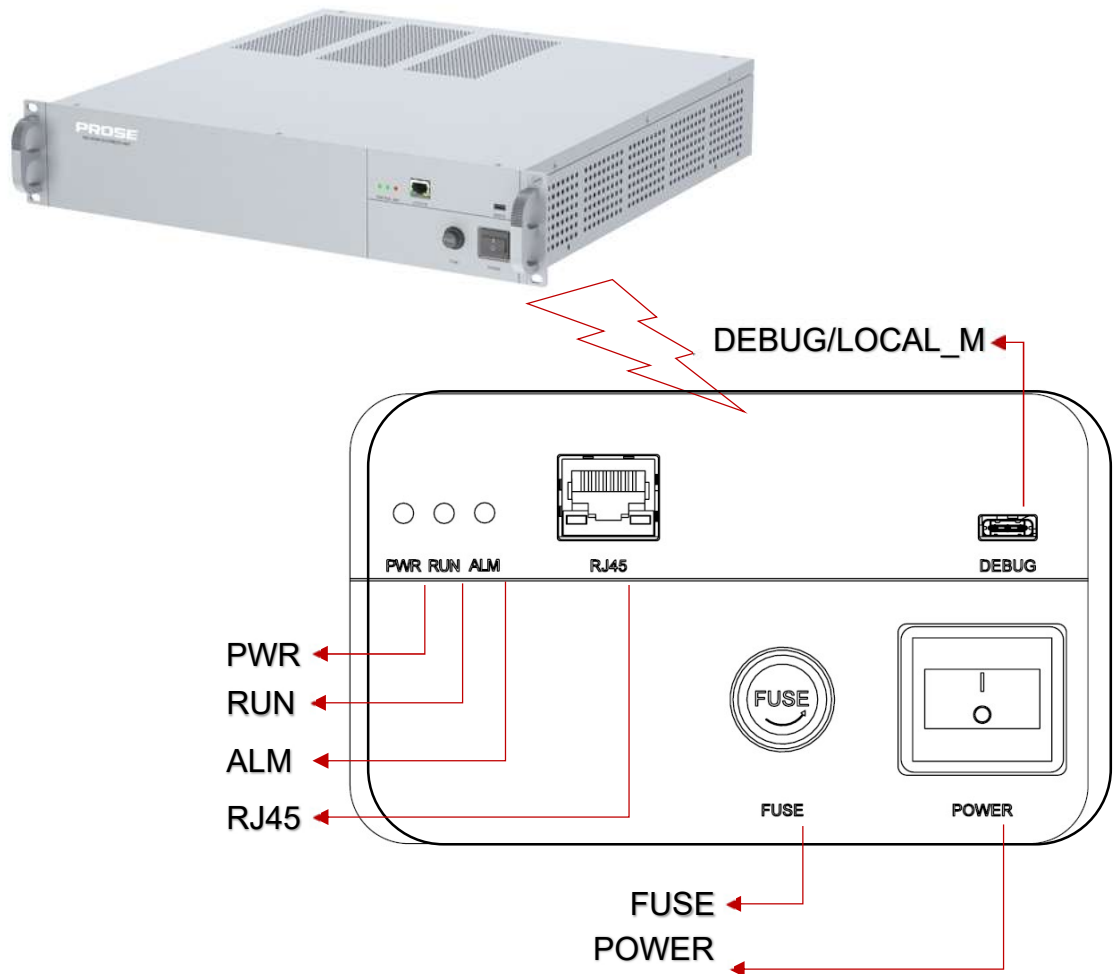 PROSE
DEBUG/LOCAL_M
PWR RUN ALM
RJ45
DEBUG
PWR
RUN
ALM
RJ45
FUSE
I
O
FUSE
POWER
FUSE
POWER